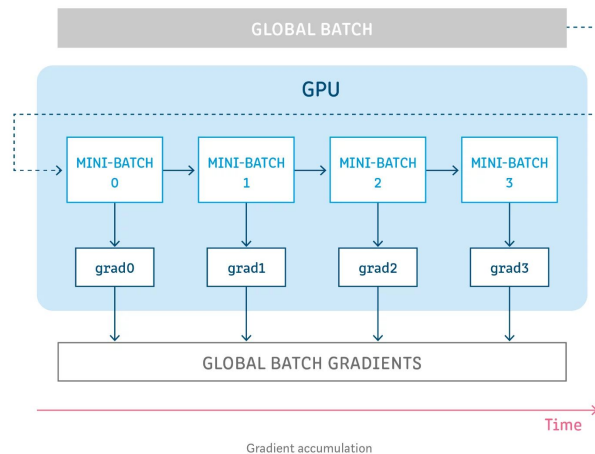 GLOBAL BATCH
GPU
MINI-BATCH
0
MINI-BATCH
1
MINI-BATCH
2
MINI-BATCH
3
grad0
grad1
grad2
grad3
GLOBAL BATCH GRADIENTS
Time
Gradient accumulation